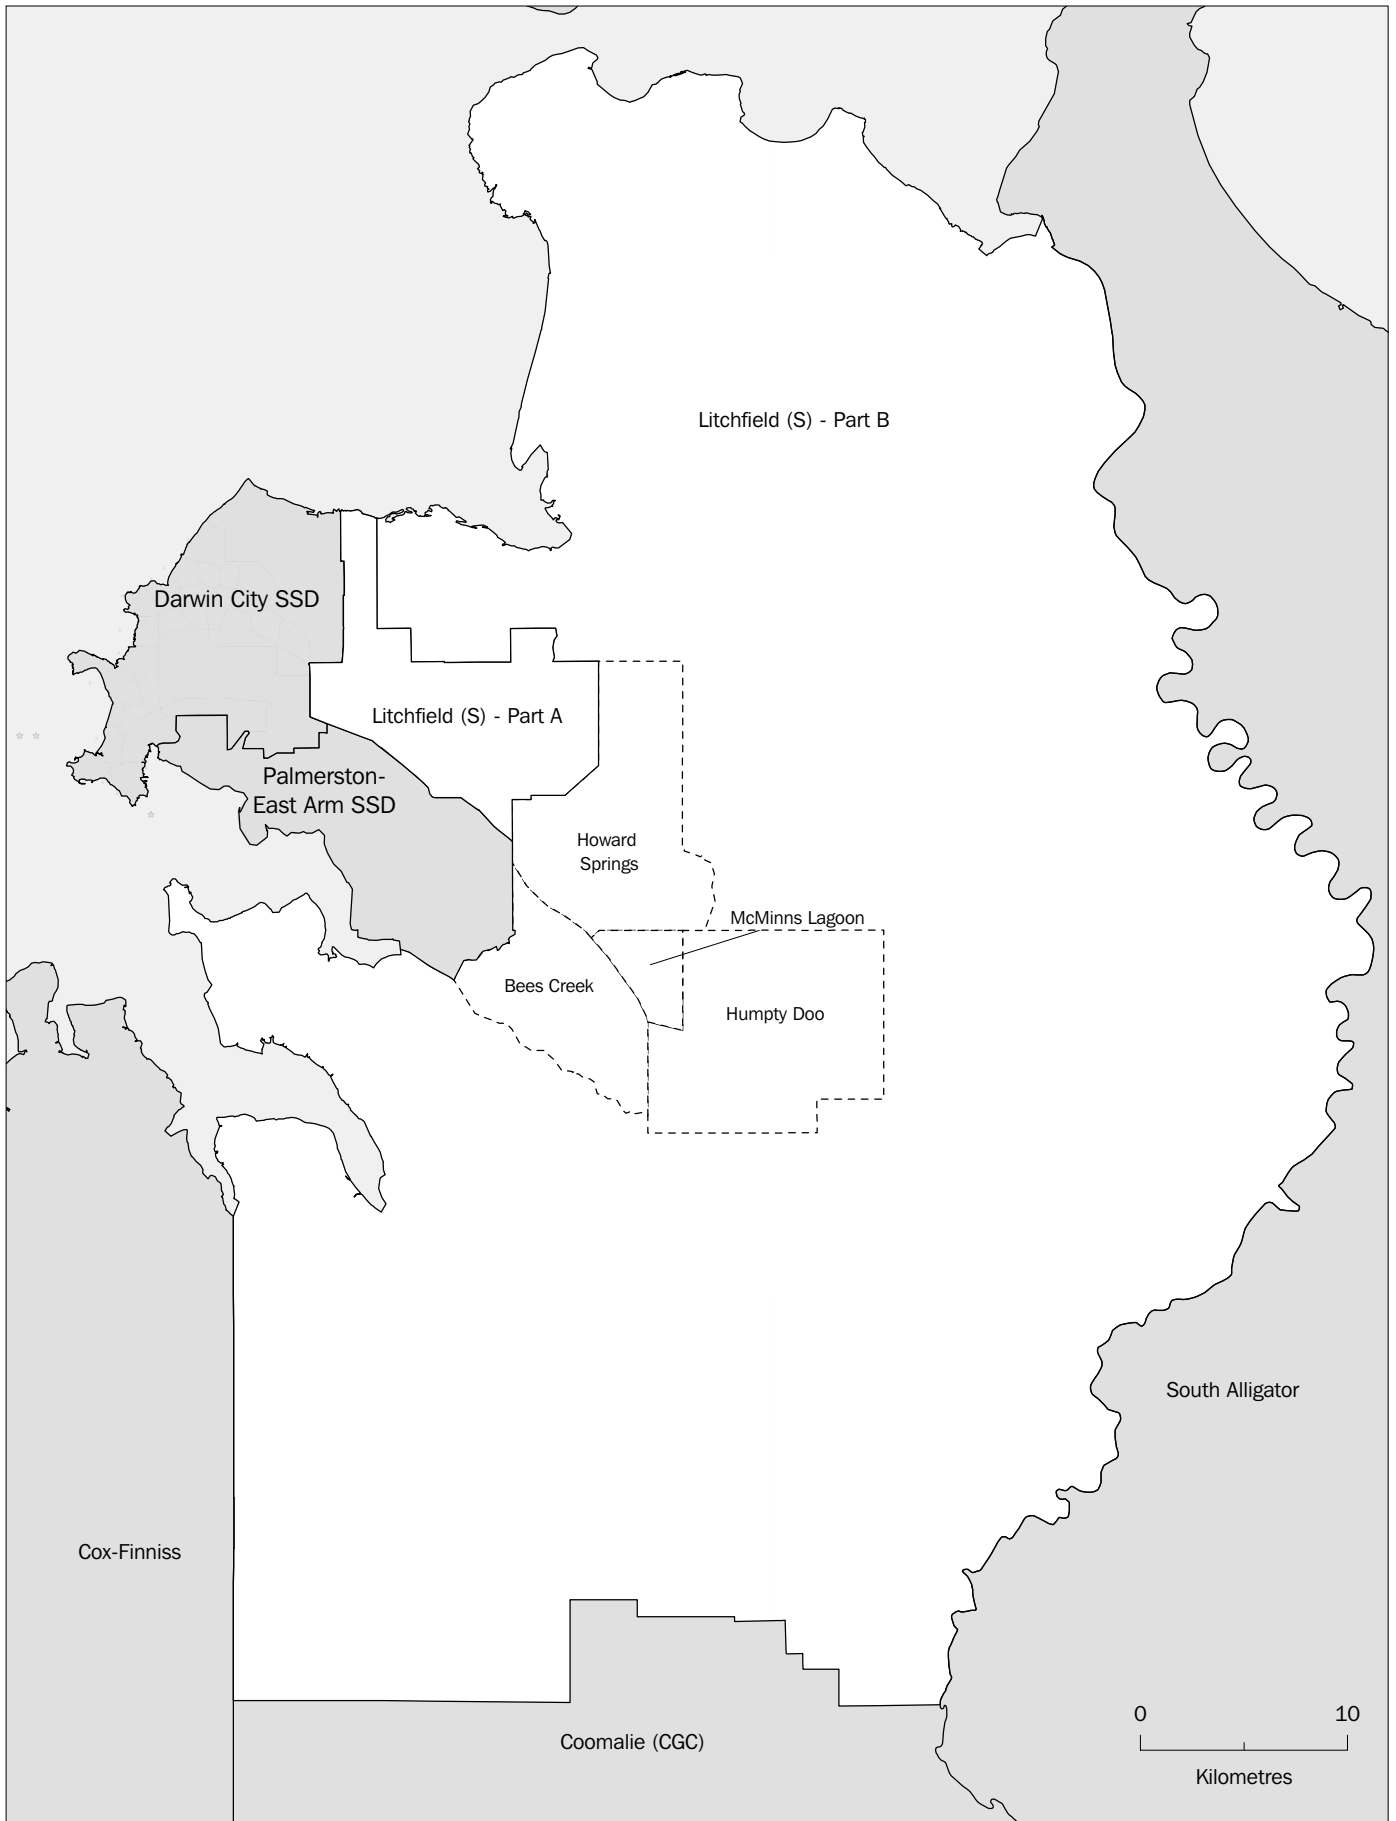 Litchfield (S) - Part B
Darwin City SSD
Litchfield (S) - Part A
Palmerston-
East Arm SSD
Howard
Springs
McMinns Lagoon
Bees Creek
Humpty Doo
South Alligator
Cox-Finniss
Coomalie (CGC)
0 10
Kilometres